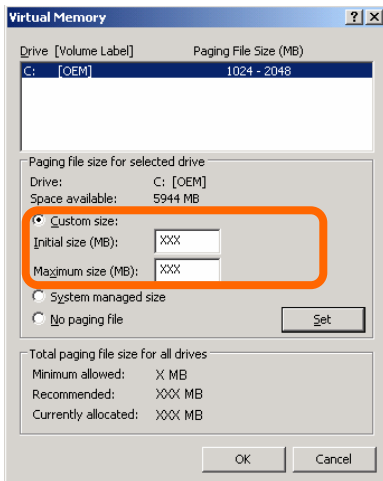 Virtual Memory
Drive [Volume Label] Paging File Size (MB)
C: [OEM] 1024 - 2048
Paging file size for selected drive
Drive: C: [OEM]
Space available: 5944 MB
Custom size:
Initial size (MB): XXX
Maximum size (MB): XXX
System managed size
No paging file Set
Total paging file size for all drives
Minimum allowed: X MB
Recommended: XXX MB
Currently allocated: XXX MB
OK Cancel